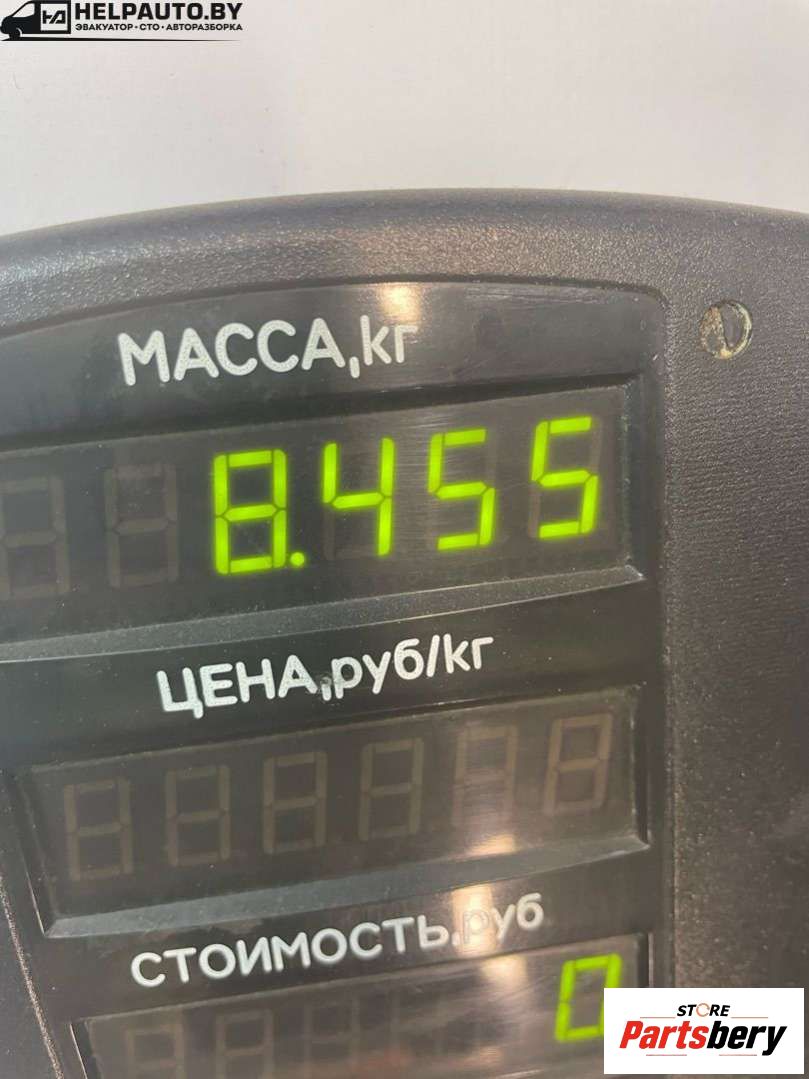 HELPAUTO.BY
ЭВАКУАТОР•СТО•АВТОРАЗБОРКА
МАССА,кг
8.455
ЦЕНА,руб/кг
СТОИМОСТЬ,руб
0
STORE
Partsbery